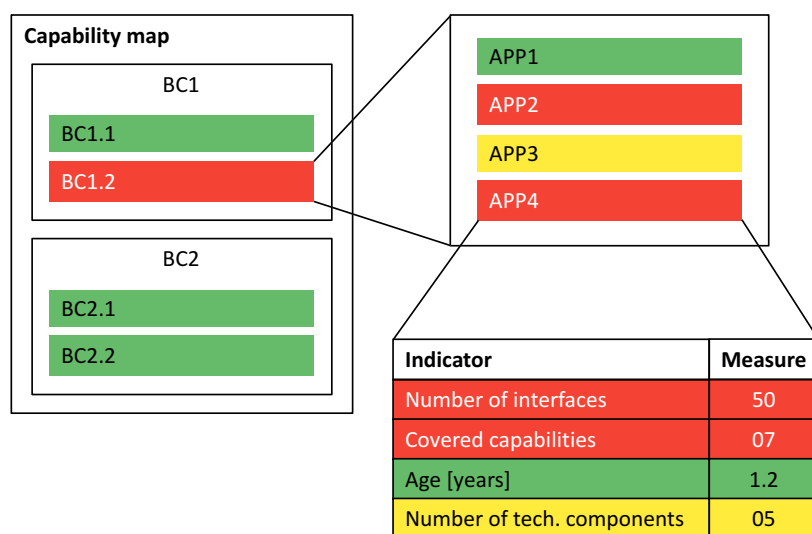 Capability map
BC1
BC1.1
BC1.2
BC2
BC2.1
BC2.2
APP1
APP2
APP3
APP4
Indicator Measure
Number of interfaces 50
Covered capabilities 07
Age [years] 1.2
Number of tech. components 05